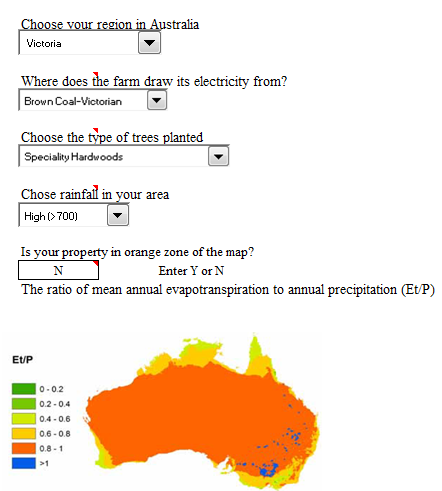 Choose your region in Australia
Victoria
Where does the farm draw its electricity from?
Brown Coal-Victorian
Choose the type of trees planted
Speciality Hardwoods
Chose rainfall in your area
High (>700)
Is your property in orange zone of the map?
N Enter Y or N
The ratio of mean annual evapotranspiration to annual precipitation (Et/P)
Et/P
0 - 0.2
0.2 - 0.4
0.4 - 0.6
0.6 - 0.8
0.8 - 1
>1